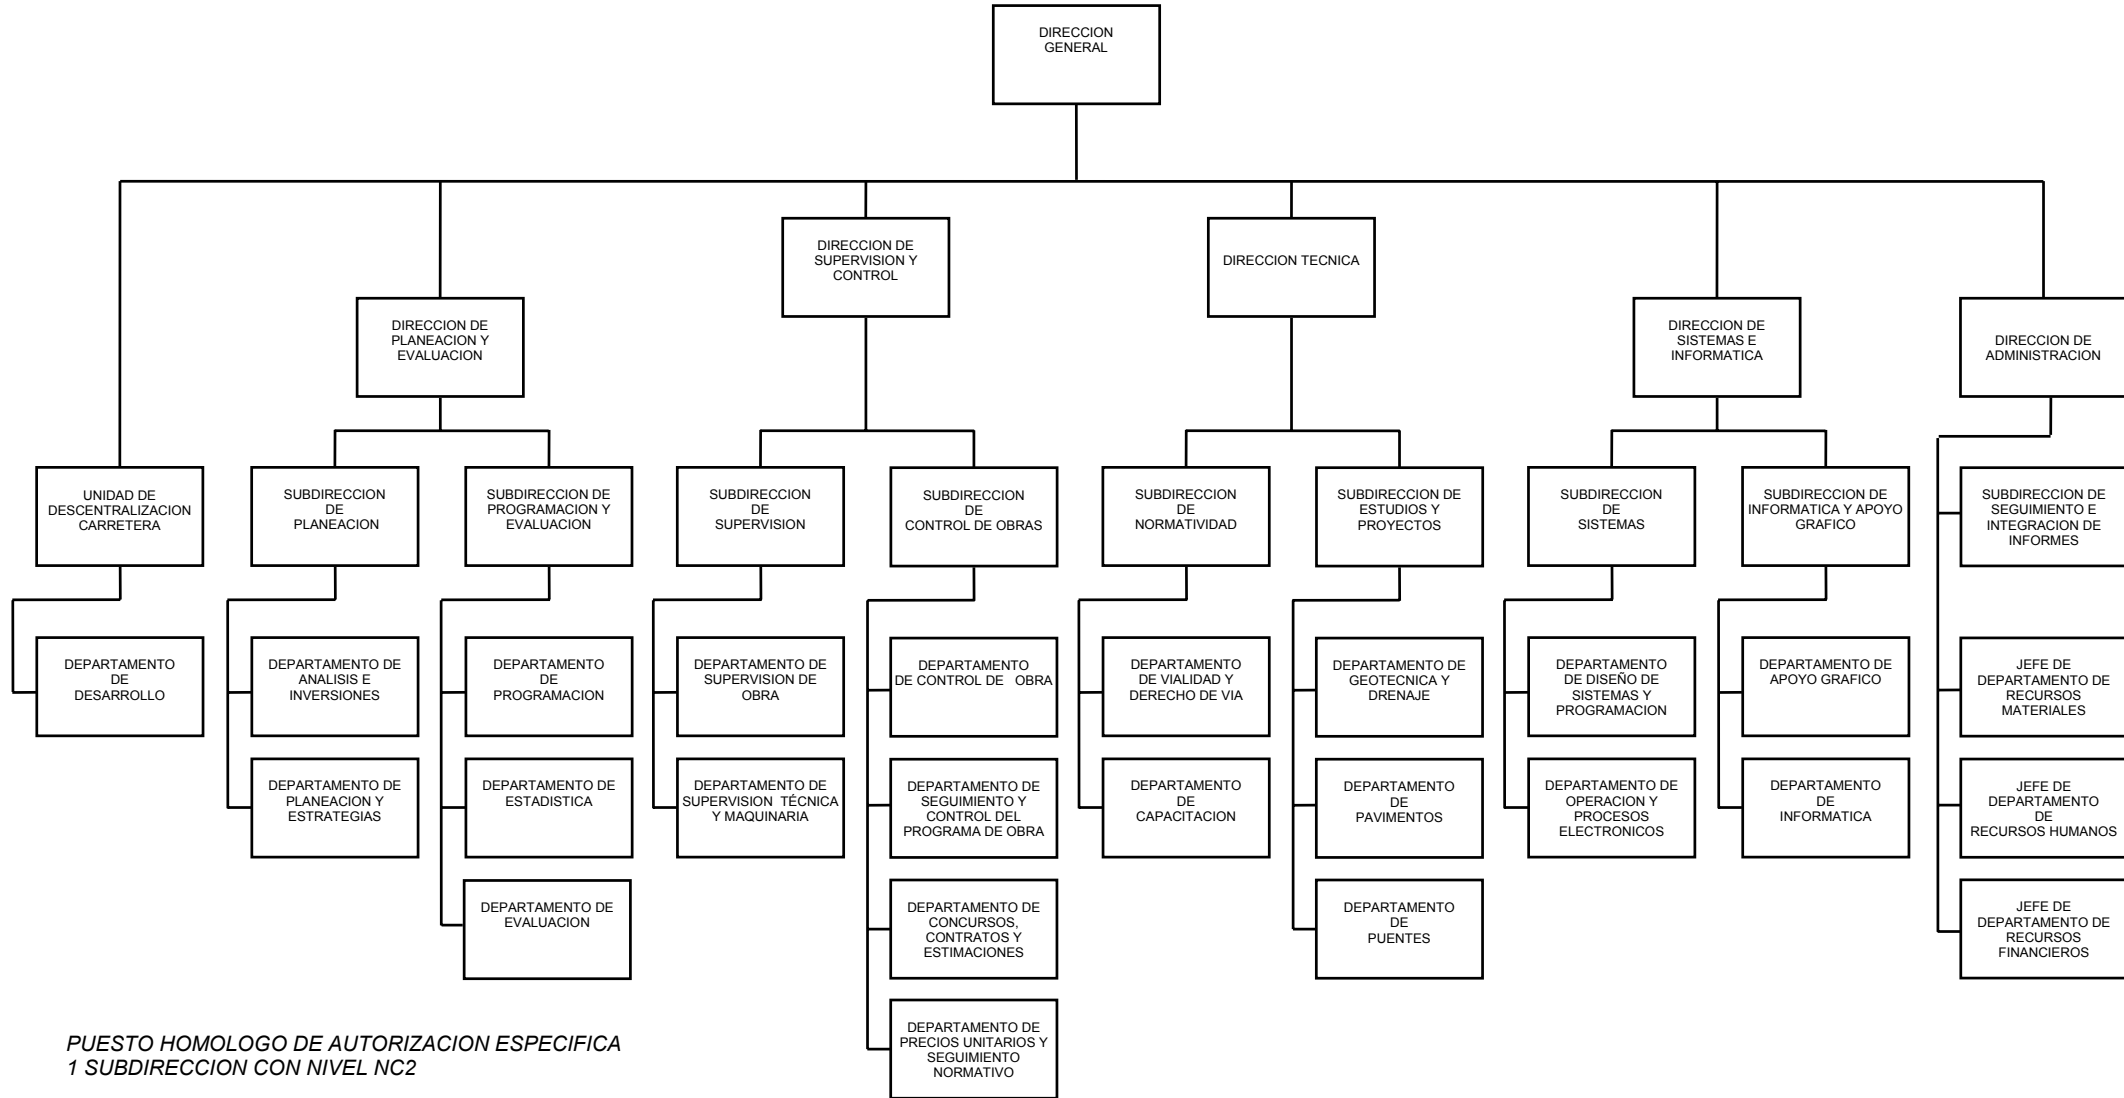 DIRECCION
GENERAL
DIRECCION DE
SUPERVISION Y
CONTROL
DIRECCION TECNICA
DIRECCION DE
PLANEACION Y
EVALUACION
DIRECCION DE
SISTEMAS E
INFORMATICA
DIRECCION DE
ADMINISTRACION
UNIDAD DE
DESCENTRALIZACION
CARRETERA
SUBDIRECCION
DE
PLANEACION
SUBDIRECCION DE
PROGRAMACION Y
EVALUACION
SUBDIRECCION
DE
SUPERVISION
SUBDIRECCION
DE
CONTROL DE OBRAS
SUBDIRECCION
DE
NORMATIVIDAD
SUBDIRECCION DE
ESTUDIOS Y
PROYECTOS
SUBDIRECCION
DE
SISTEMAS
SUBDIRECCION DE
INFORMATICA Y APOYO
GRAFICO
SUBDIRECCION DE
SEGUIMIENTO E
INTEGRACION DE
INFORMES
DEPARTAMENTO
DE
DESARROLLO
DEPARTAMENTO DE
ANALISIS E
INVERSIONES
DEPARTAMENTO
DE
PROGRAMACION
DEPARTAMENTO DE
SUPERVISION DE
OBRA
DEPARTAMENTO
DE CONTROL DE OBRA
DEPARTAMENTO
DE VIALIDAD Y
DERECHO DE VIA
DEPARTAMENTO DE
GEOTECNICA Y
DRENAJE
DEPARTAMENTO
DE DISEÑO DE
SISTEMAS Y
PROGRAMACION
DEPARTAMENTO DE
APOYO GRAFICO
JEFE DE
DEPARTAMENTO DE
RECURSOS
MATERIALES
DEPARTAMENTO DE
PLANEACION Y
ESTRATEGIAS
DEPARTAMENTO DE
ESTADISTICA
DEPARTAMENTO DE
SUPERVISION TÉCNICA
Y MAQUINARIA
DEPARTAMENTO DE
SEGUIMIENTO Y
CONTROL DEL
PROGRAMA DE OBRA
DEPARTAMENTO
DE
CAPACITACION
DEPARTAMENTO
DE
PAVIMENTOS
DEPARTAMENTO DE
OPERACION Y
PROCESOS
ELECTRONICOS
DEPARTAMENTO
DE
INFORMATICA
JEFE DE
DEPARTAMENTO
DE
RECURSOS HUMANOS
DEPARTAMENTO DE
EVALUACION
DEPARTAMENTO DE
CONCURSOS,
CONTRATOS Y
ESTIMACIONES
DEPARTAMENTO
DE
PUENTES
JEFE DE
DEPARTAMENTO DE
RECURSOS
FINANCIEROS
DEPARTAMENTO DE
PRECIOS UNITARIOS Y
SEGUIMIENTO
NORMATIVO
PUESTO HOMOLOGO DE AUTORIZACION ESPECIFICA
1 SUBDIRECCION CON NIVEL NC2